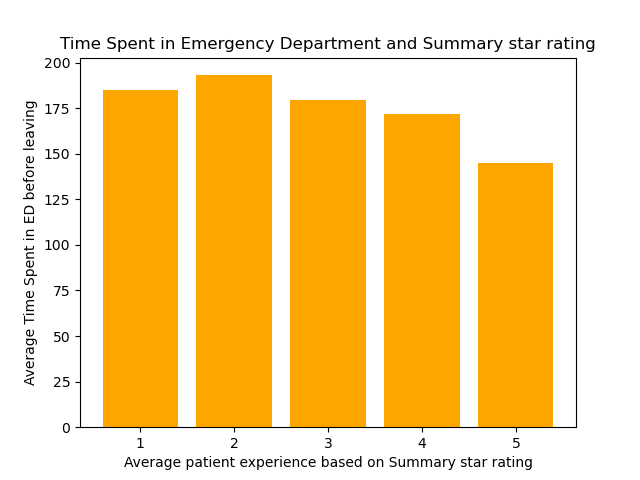 Time Spent in Emergency Department and Summary star rating
Average Time Spent in ED before leaving
200
175
150
125
100
75
50
25
0
1 2 3 4 5
Average patient experience based on Summary star rating